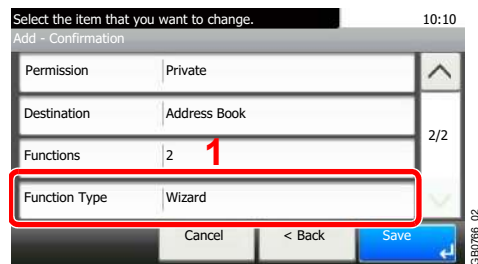 Select the item that you want to change. 10:10
Add - Confirmation
Permission Private
Destination Address Book
2/2
Functions 2 1
Function Type Wizard
Cancel < Back Save
GB0766_02